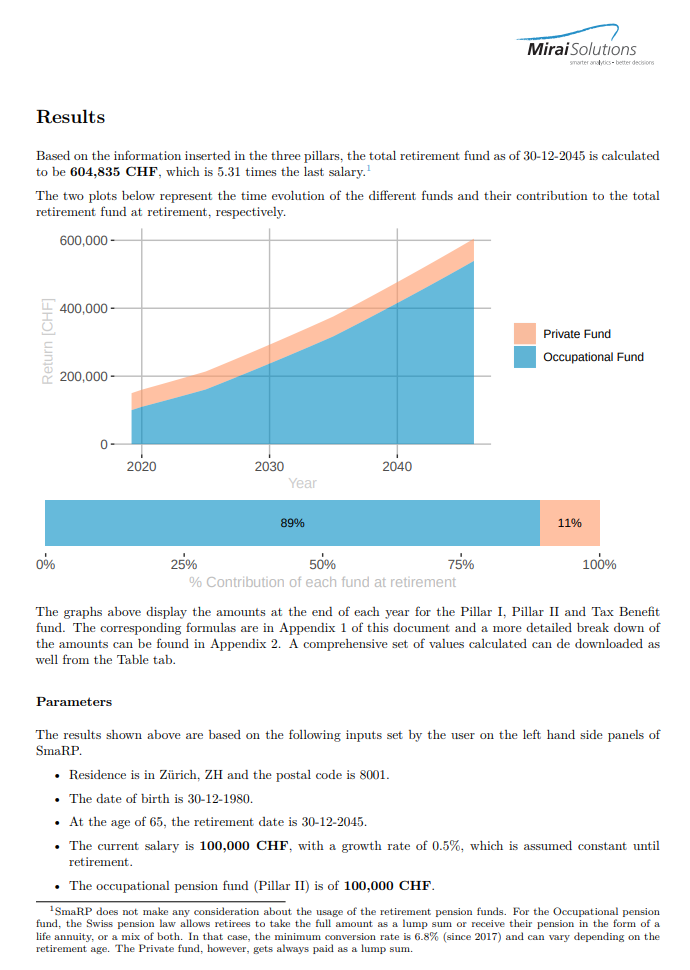 MiraiSolutions
smarter analytics • better decisions
Results
Based on the information inserted in the three pillars, the total retirement fund as of 30-12-2045 is calculated
to be 604,835 CHF, which is 5.31 times the last salary.1
The two plots below represent the time evolution of the different funds and their contribution to the total
retirement fund at retirement, respectively.
600,000
400,000
200,000
0
Return [CHF]
2020 2030 2040
Year
Private Fund
Occupational Fund
89% 11%
0% 25% 50% 75% 100%
% Contribution of each fund at retirement
The graphs above display the amounts at the end of each year for the Pillar I, Pillar II and Tax Benefit
fund. The corresponding formulas are in Appendix 1 of this document and a more detailed break down of
the amounts can be found in Appendix 2. A comprehensive set of values calculated can de downloaded as
well from the Table tab.
Parameters
The results shown above are based on the following inputs set by the user on the left hand side panels of
SmaRP.
• Residence is in Zürich, ZH and the postal code is 8001.
• The date of birth is 30-12-1980.
• At the age of 65, the retirement date is 30-12-2045.
• The current salary is 100,000 CHF, with a growth rate of 0.5%, which is assumed constant until
retirement.
• The occupational pension fund (Pillar II) is of 100,000 CHF.
1SmaRP does not make any consideration about the usage of the retirement pension funds. For the Occupational pension
fund, the Swiss pension law allows retirees to take the full amount as a lump sum or receive their pension in the form of a
life annuity, or a mix of both. In that case, the minimum conversion rate is 6.8% (since 2017) and can vary depending on the
retirement age. The Private fund, however, gets always paid as a lump sum.